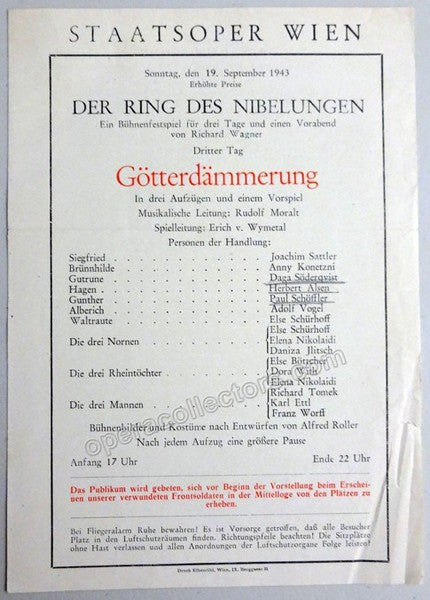 STAATSOPER WIEN
Sonntag, den 19. September 1943
Erhöhte Preise
DER RING DES NIBELUNGEN
Ein Bühnenfestspiel für drei Tage und einen Vorabend
von Richard Wagner
Dritter Tag
Götterdämmerung
In drei Aufzügen und einem Vorspiel
Musikalische Leitung: Rudolf Moralt
Spielleitung: Erich v. Wymetal
Personen der Handlung:
Siegfried . . . . . . . . . . Joachim Sattler
Brünnhilde . . . . . . . . . . Anny Konetzni
Gutrune . . . . . . . . . . Daga Söderqvist
Hagen . . . . . . . . . . Herbert Alsen
Gunther . . . . . . . . . . Paul Schöffler
Alberich . . . . . . . . . . Adolf Vogel
Waltraute . . . . . . . . . . Else Schürhoff
Else Schürhoff
Die drei Nornen . . . . . . . . Elena Nikolaidi
Daniza Jlitsch
Else Böttcher
Die drei Rheintöchter . . . . . . Dora With
Elena Nikolaidi
Richard Tomek
Die drei Mannen . . . . . . . . Karl Ettl
Franz Worff
Bühnenbilder und Kostüme nach Entwürfen von Alfred Roller
Nach jedem Aufzug eine größere Pause
Anfang 17 Uhr Ende 22 Uhr
Das Publikum wird gebeten, sich vor Beginn der Vorstellung beim Erschei-
nen unserer verwundeten Frontsoldaten in der Mittelloge von den Plätzen zu
erheben.
Bei Fliegeralarm Ruhe bewahren! Es ist Vorsorge getroffen, daß alle Besucher
Platz in den Luftschutzräumen finden. Richtungspfeile beachten! Die Sitzplätze
ohne Hast verlassen und allen Anordnungen der Luftschutzorgane Folge leisten!
Druck Elbemühl, Wien, IX. Berggasse 31
operacollectors.com